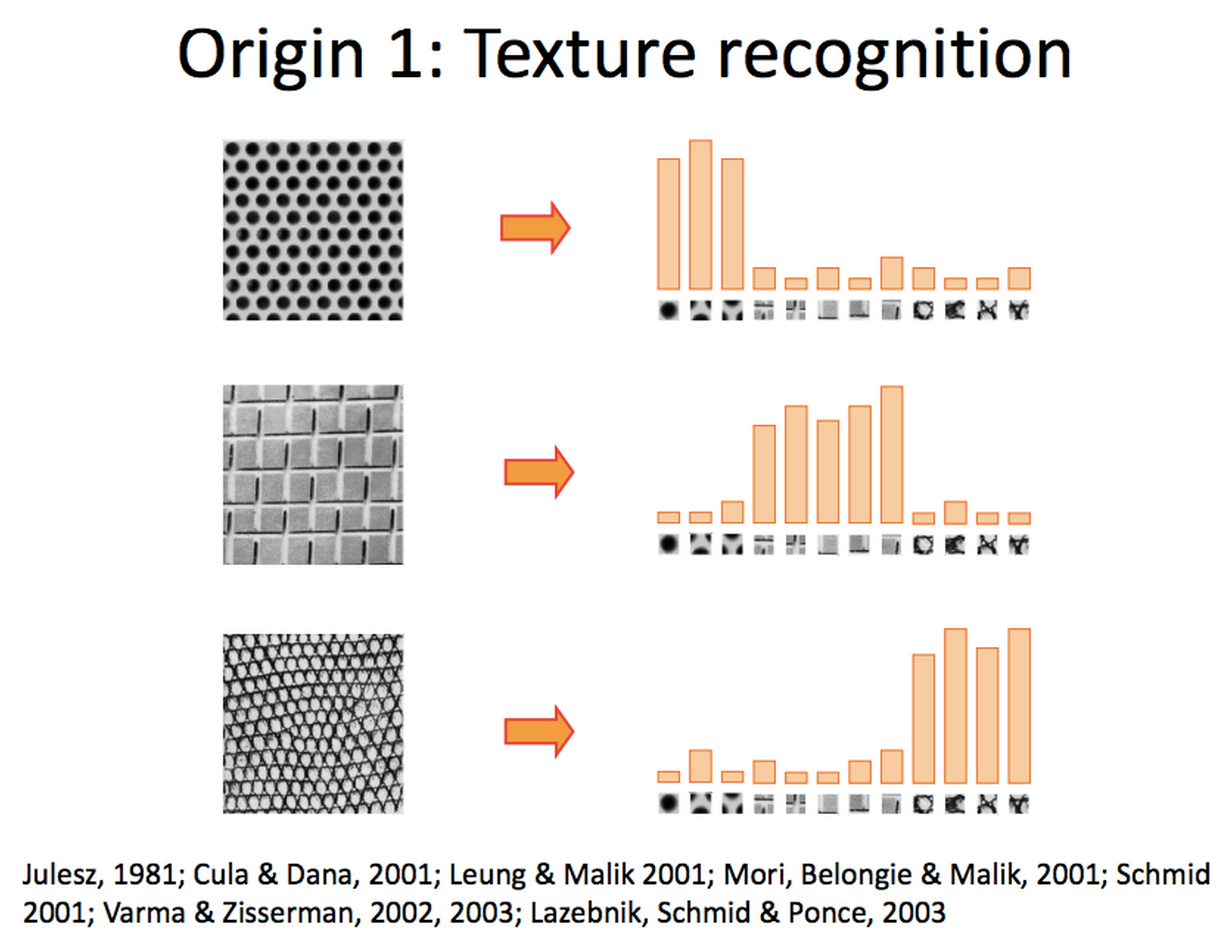 Origin 1: Texture recognition
Julesz, 1981; Cula & Dana, 2001; Leung & Malik 2001; Mori, Belongie & Malik, 2001; Schmid
2001; Varma & Zisserman, 2002, 2003; Lazebnik, Schmid & Ponce, 2003